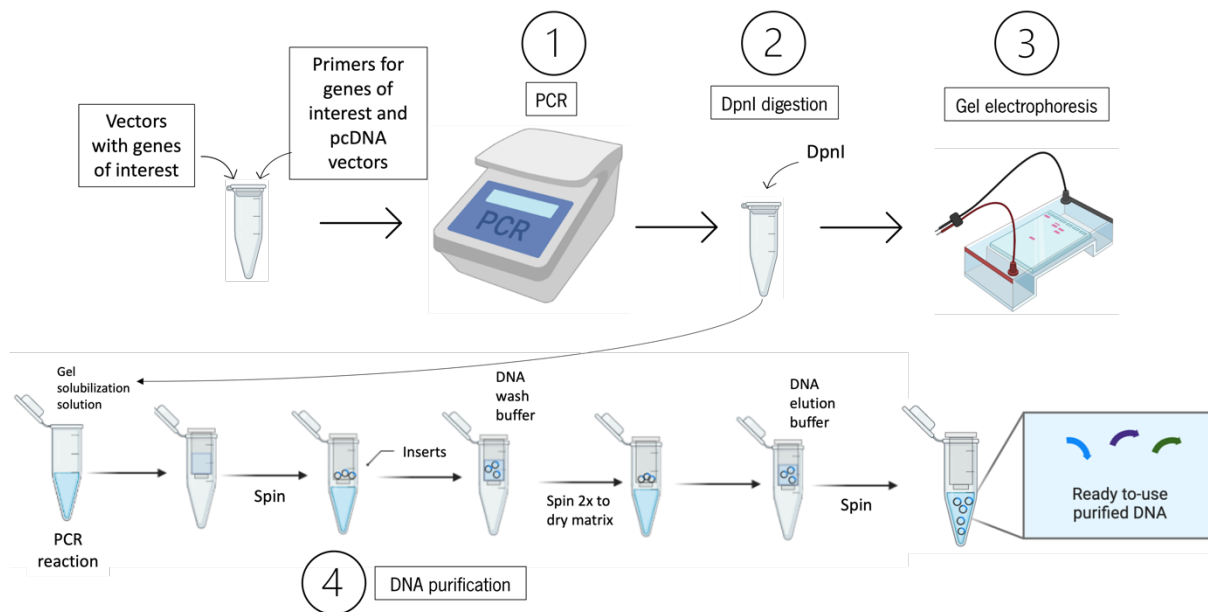 1
2
3
Vectors
with genes
of interest
Primers for
genes of
interest and
pcDNA
vectors
PCR
PCR
DpnI digestion
DpnI
Gel electrophoresis
Gel
solubilization
solution
PCR
reaction
Spin
Inserts
DNA
wash
buffer
Spin 2x to
dry matrix
DNA
elution
buffer
Spin
Ready to-use
purified DNA
4
DNA purification